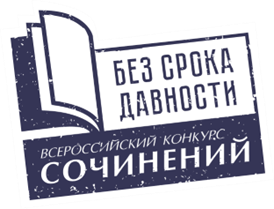 БЕЗ СРОКА
ДАВНОСТИ
ВСЕРОССИЙСКИЙ КОНКУРС
СОЧИНЕНИЙ